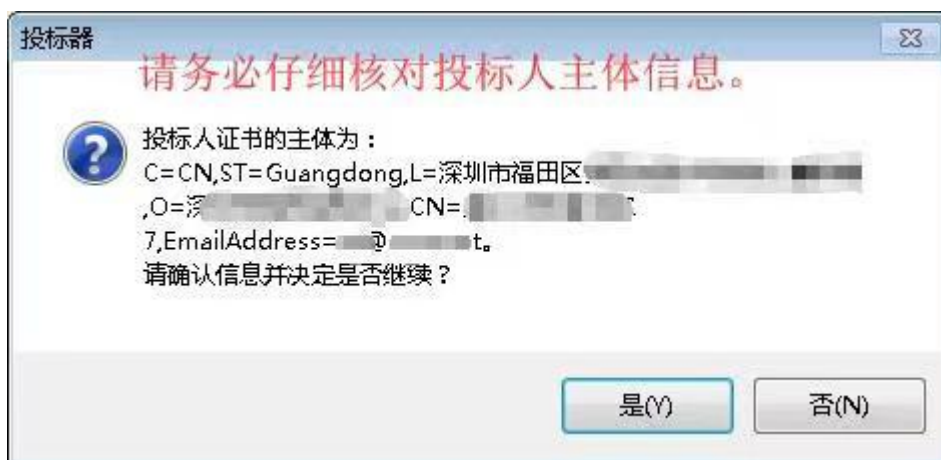 投标器
请务必仔细核对投标人主体信息。
投标人证书的主体为：
C=CN,ST=Guangdong,L=深圳市福田区
,O=深 CN=
7,EmailAddress= @ t。
请确认信息并决定是否继续？
是(Y)
否(N)